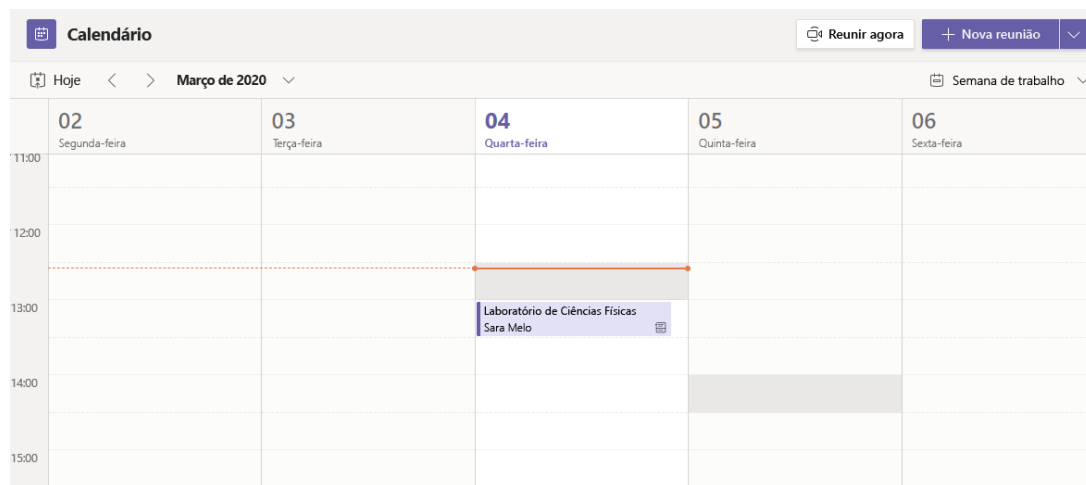 Calendário
Reunir agora
Nova reunião
Hoje
Março de 2020
Semana de trabalho
02
Segunda-feira
03
Terça-feira
04
Quarta-feira
05
Quinta-feira
06
Sexta-feira
11:00
12:00
13:00
Laboratório de Ciências Físicas
Sara Melo
14:00
15:00